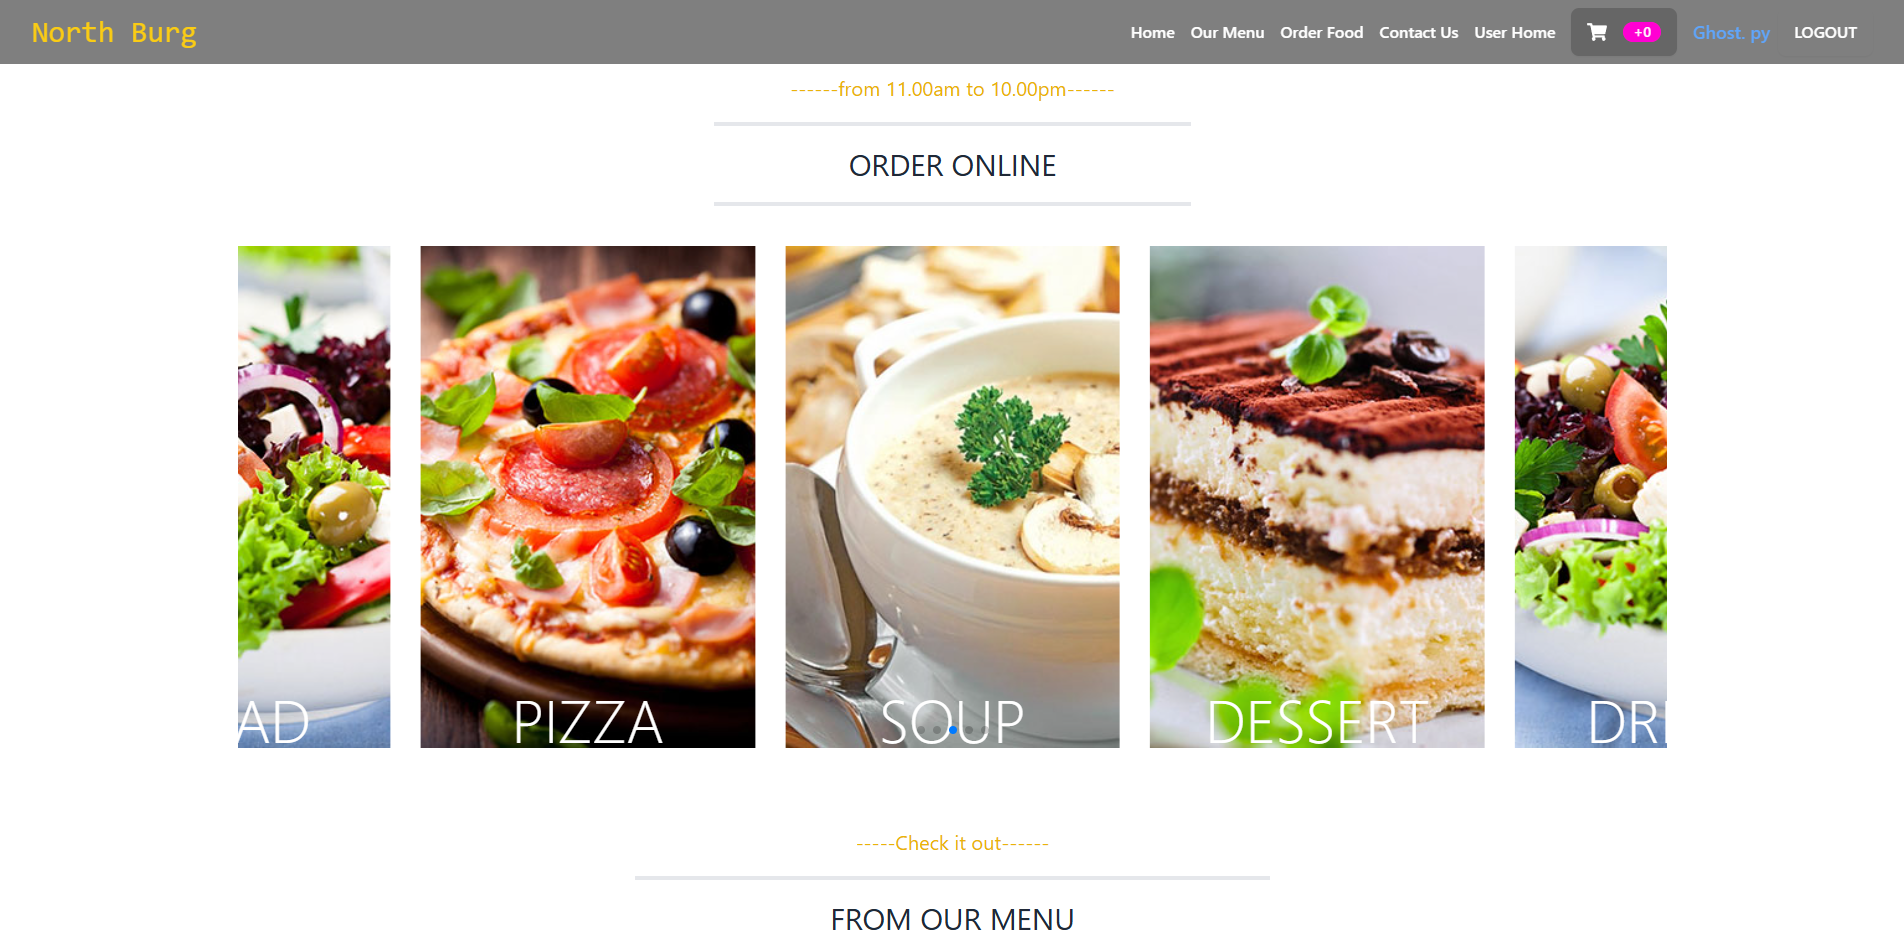 North Burg
Home Our Menu Order Food Contact Us User Home +0 Ghost. py LOGOUT
------from 11.00am to 10.00pm------
ORDER ONLINE
AD PIZZA SOUP DESSERT DRI
-----Check it out------
FROM OUR MENU